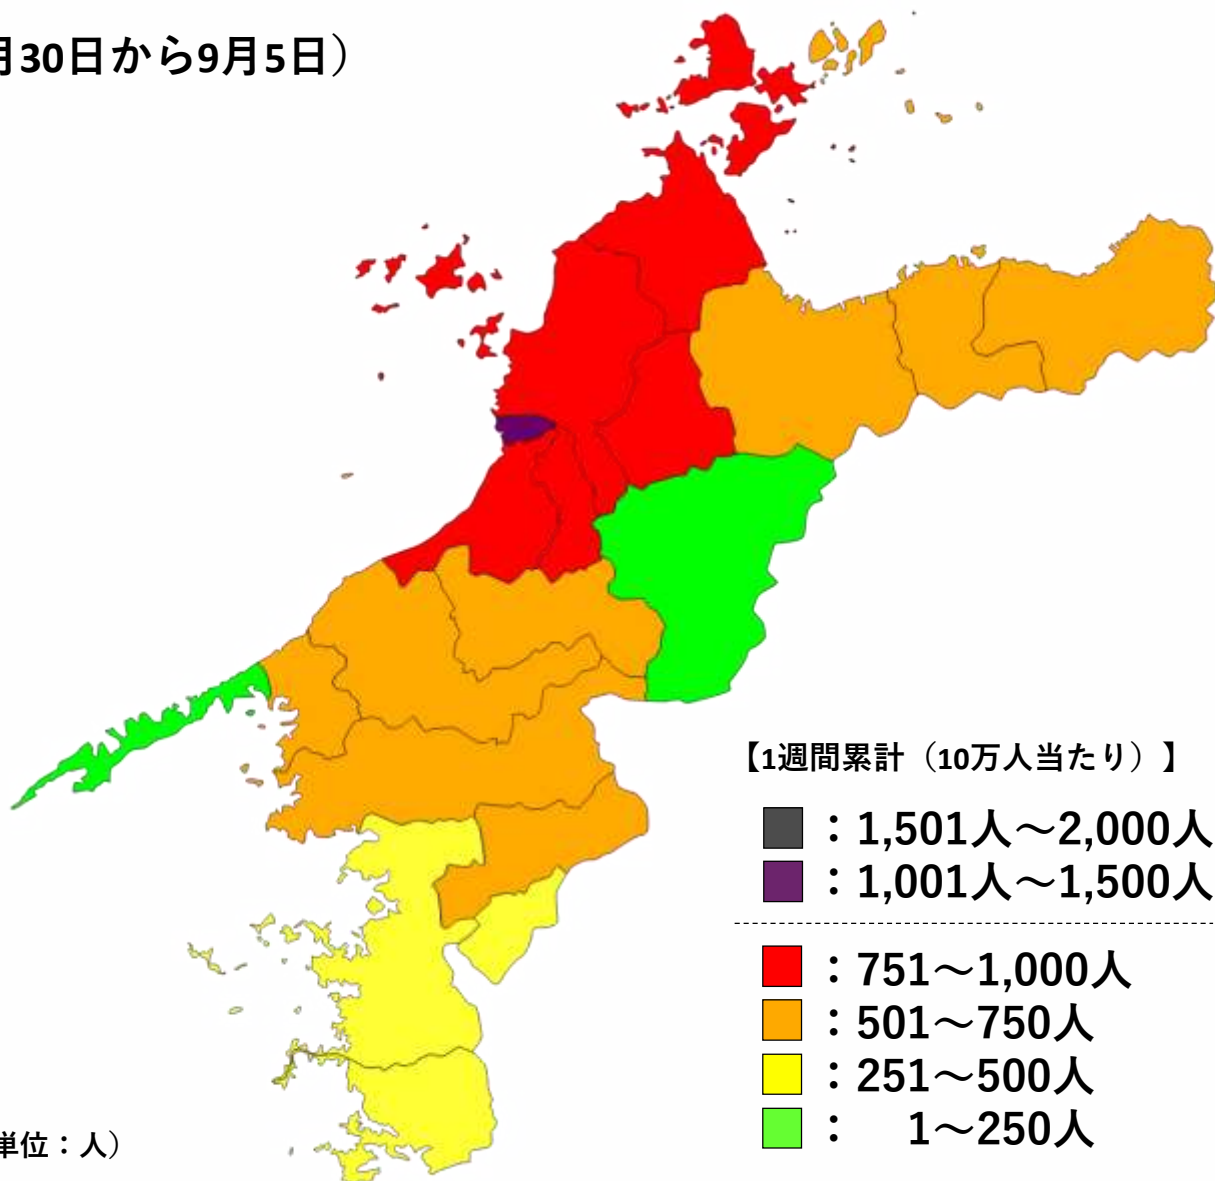 月30日から9月5日）
【1週間累計（10万人当たり）】
：1,501人～2,000人
：1,001人～1,500人
：751～1,000人
：501～750人
：251～500人
：1～250人
単位：人）